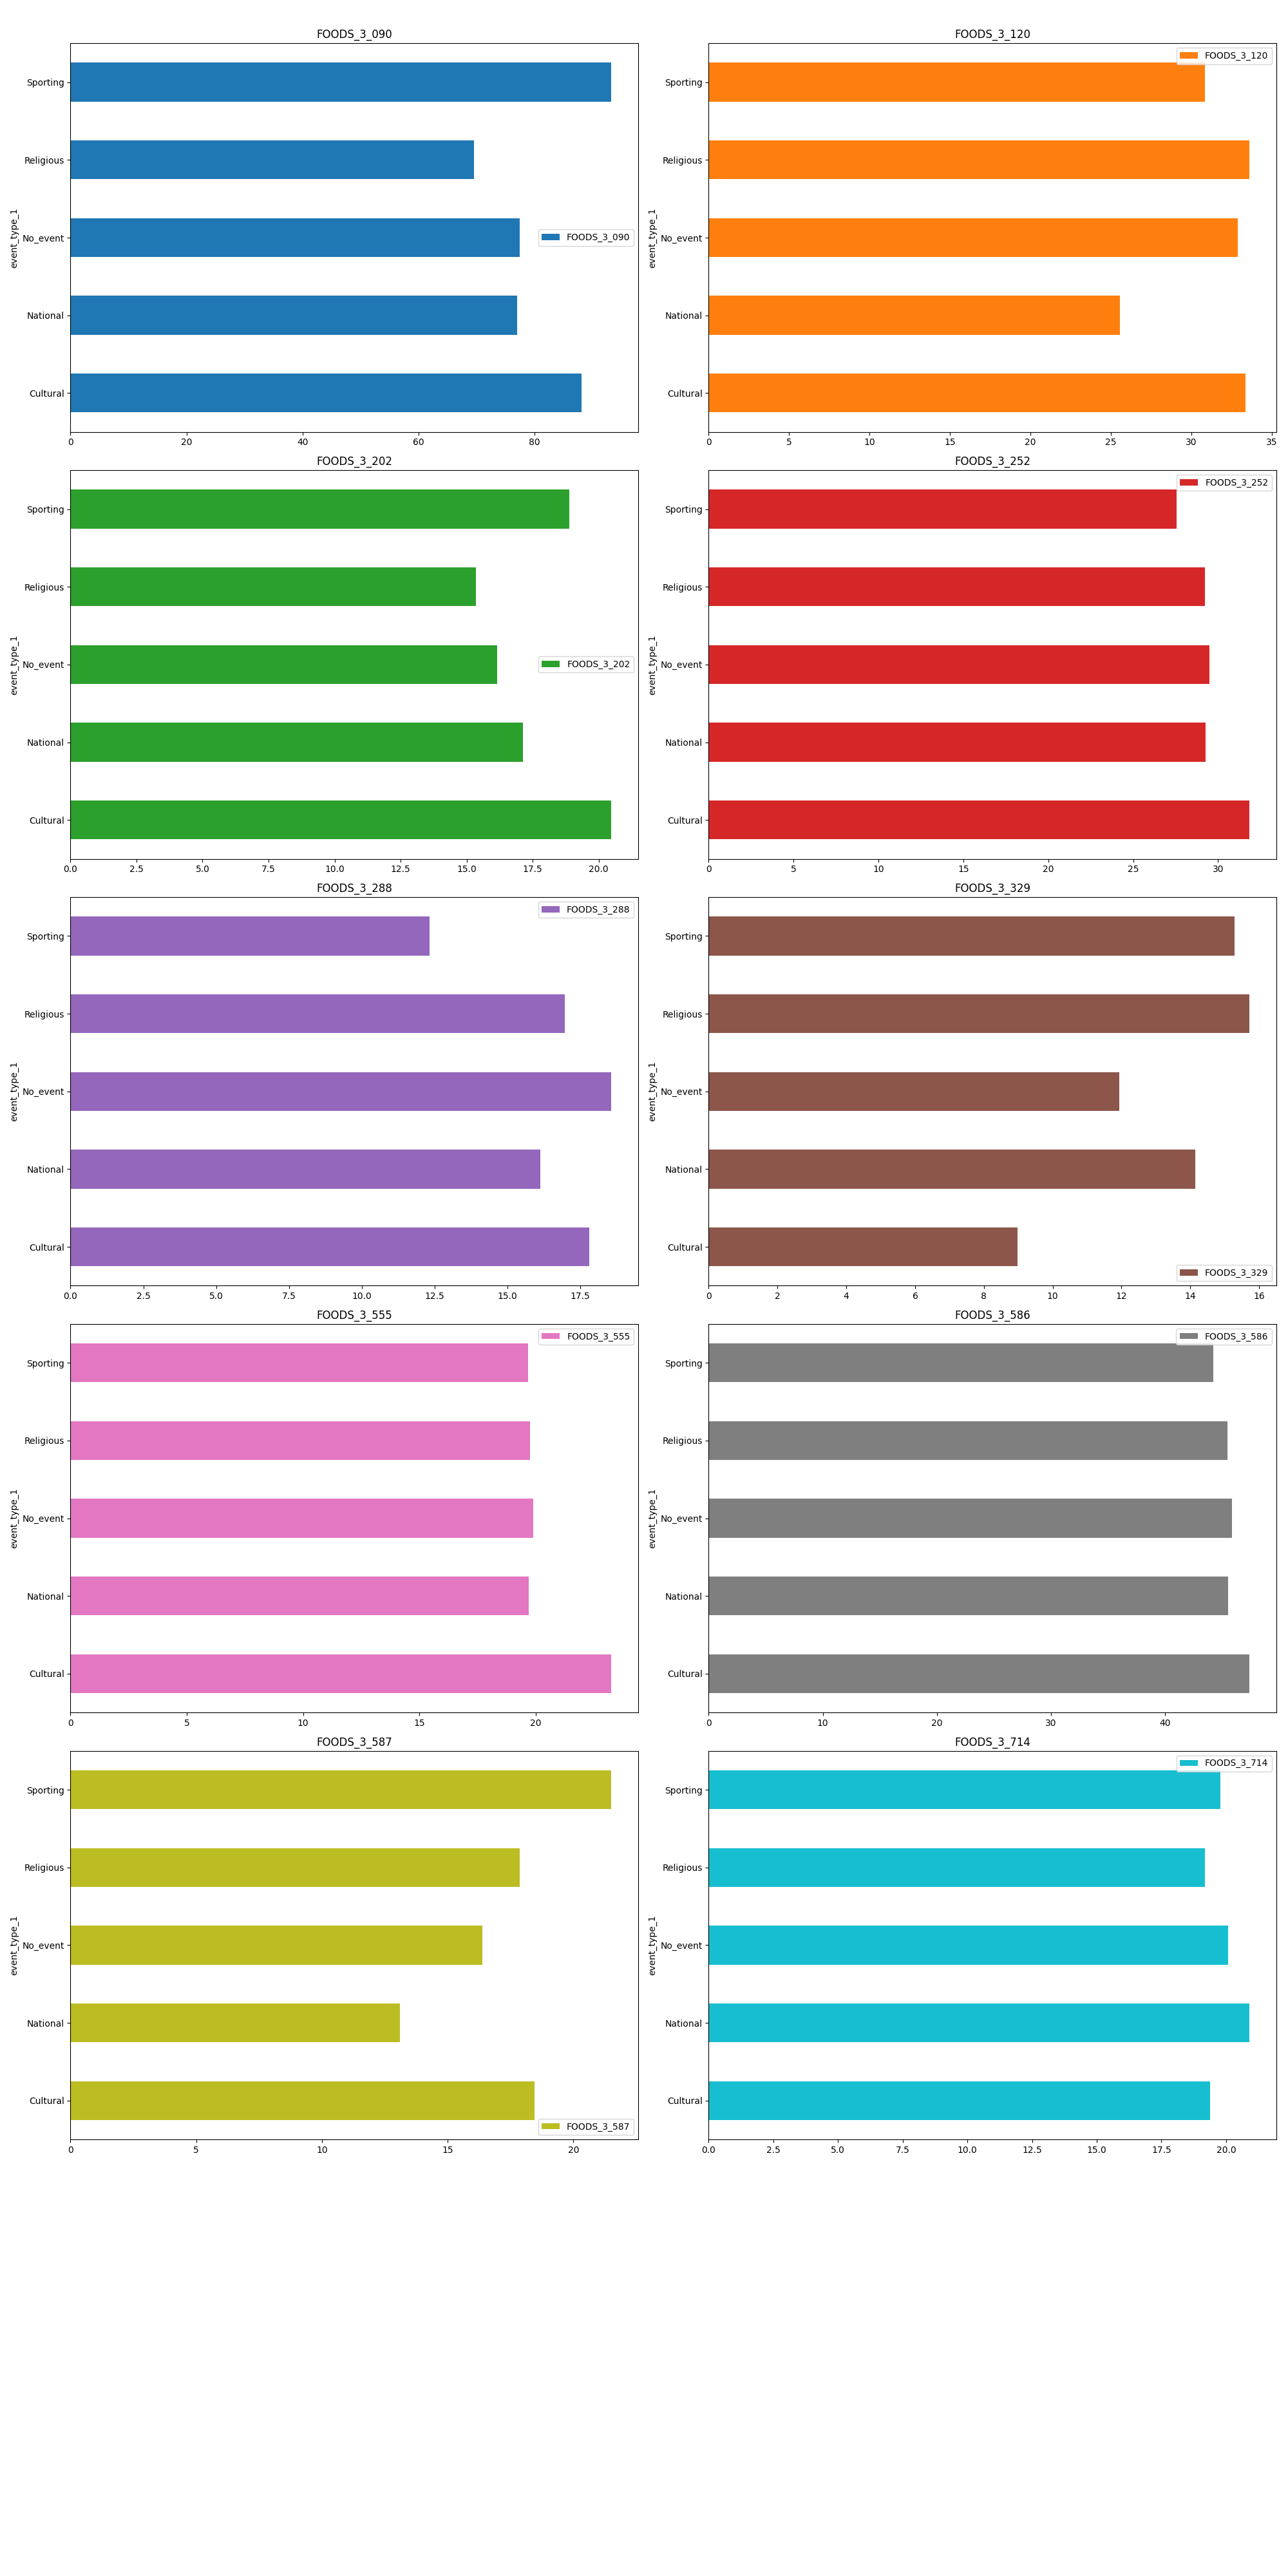 FOODS_3_090
event_type_1
Sporting
Religious
No_event
National
Cultural
FOODS_3_090
0 20 40 60 80
FOODS_3_120
event_type_1
Sporting
Religious
No_event
National
Cultural
FOODS_3_120
0 5 10 15 20 25 30 35
FOODS_3_202
event_type_1
Sporting
Religious
No_event
National
Cultural
FOODS_3_202
0.0 2.5 5.0 7.5 10.0 12.5 15.0 17.5 20.0
FOODS_3_252
event_type_1
Sporting
Religious
No_event
National
Cultural
FOODS_3_252
0 5 10 15 20 25 30
FOODS_3_288
event_type_1
Sporting
Religious
No_event
National
Cultural
FOODS_3_288
0.0 2.5 5.0 7.5 10.0 12.5 15.0 17.5
FOODS_3_329
event_type_1
Sporting
Religious
No_event
National
Cultural
FOODS_3_329
0 2 4 6 8 10 12 14 16
FOODS_3_555
event_type_1
Sporting
Religious
No_event
National
Cultural
FOODS_3_555
0 5 10 15 20
FOODS_3_586
event_type_1
Sporting
Religious
No_event
National
Cultural
FOODS_3_586
0 10 20 30 40
FOODS_3_587
event_type_1
Sporting
Religious
No_event
National
Cultural
FOODS_3_587
0 5 10 15 20
FOODS_3_714
event_type_1
Sporting
Religious
No_event
National
Cultural
FOODS_3_714
0.0 2.5 5.0 7.5 10.0 12.5 15.0 17.5 20.0